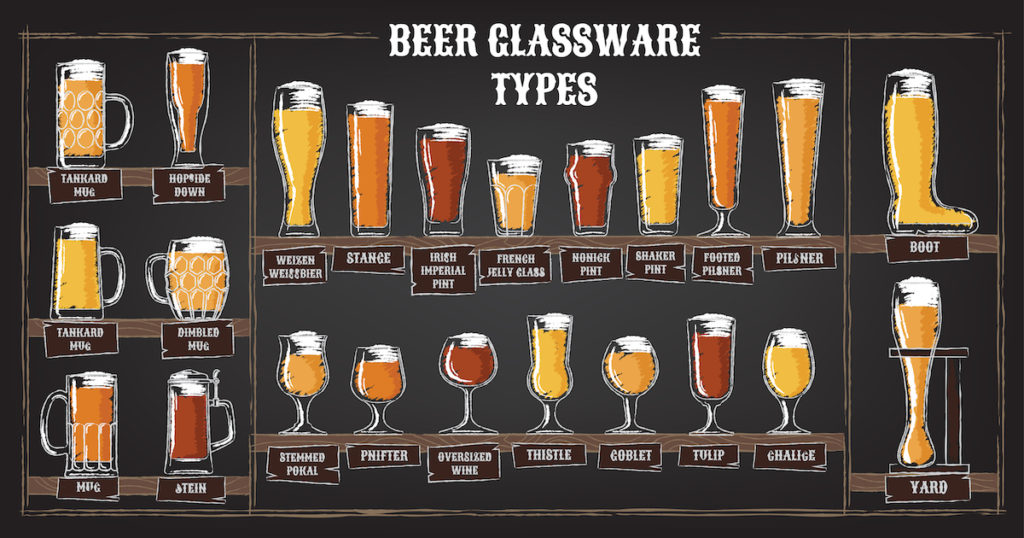 BEER GLASSWARE
TYPES
TANKARD
MUG
HOPSIDE
DOWN
TANKARD
MUG
DIMBLED
MUG
MUG
STEIN
WEIZEN
WEISSBIER
STANGE
IRISH
IMPERIAL
PINT
FRENCH
JELLY GLASS
NONICK
PINT
SHAKER
PINT
FOOTED
PILSNER
PILSNER
STEMMED
POKAL
PNIFTER
OVERSIZED
WINE
THISTLE
GOBLET
TULIP
CHALICE
BOOT
YARD